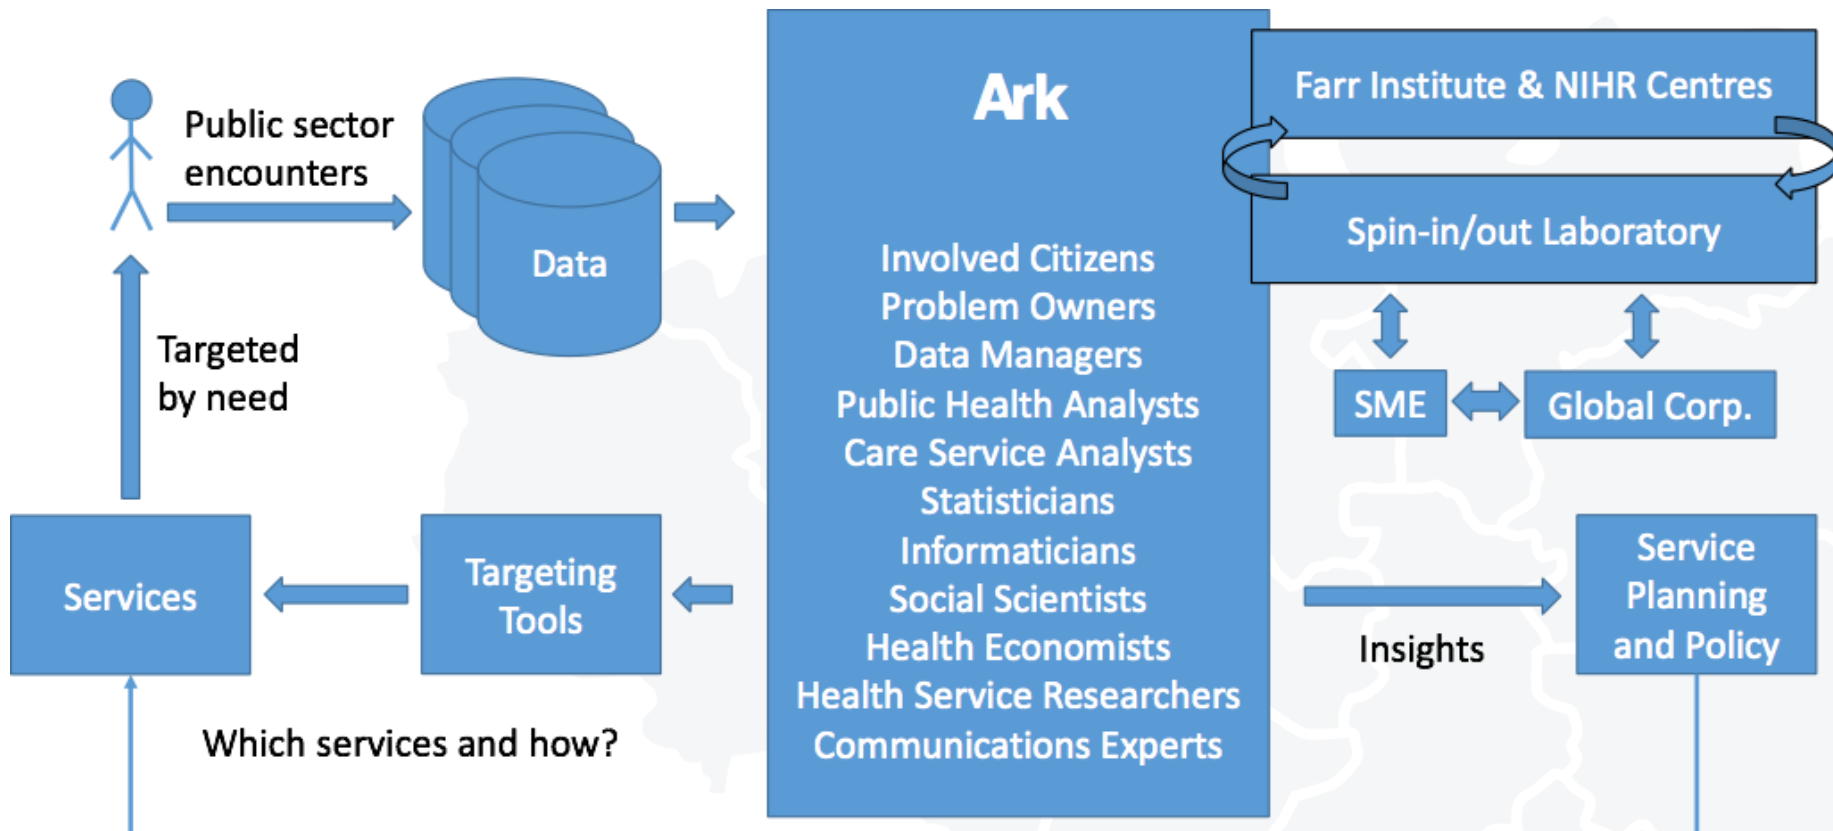 Public sector
encounters
Data
Targeted
by need
Services
Targeting
Tools
Which services and how?
Ark
Involved Citizens
Problem Owners
Data Managers
Public Health Analysts
Care Service Analysts
Statisticians
Informaticians
Social Scientists
Health Economists
Health Service Researchers
Communications Experts
Farr Institute & NIHR Centres
Spin-in/out Laboratory
SME
Global Corp.
Insights
Service
Planning
and Policy